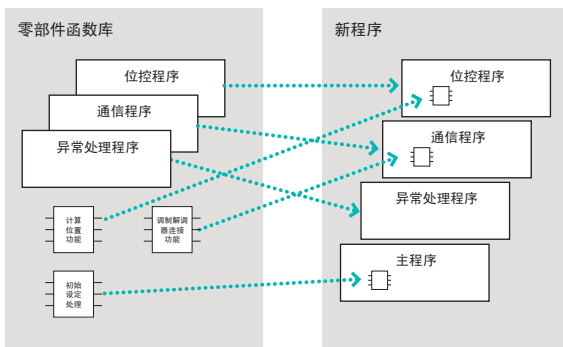 零部件函数库
位控程序
通信程序
异常处理程序
计算
位置
功能
调制解调
器连接
功能
初始
设定
处理
新程序
位控程序
通信程序
异常处理程序
主程序